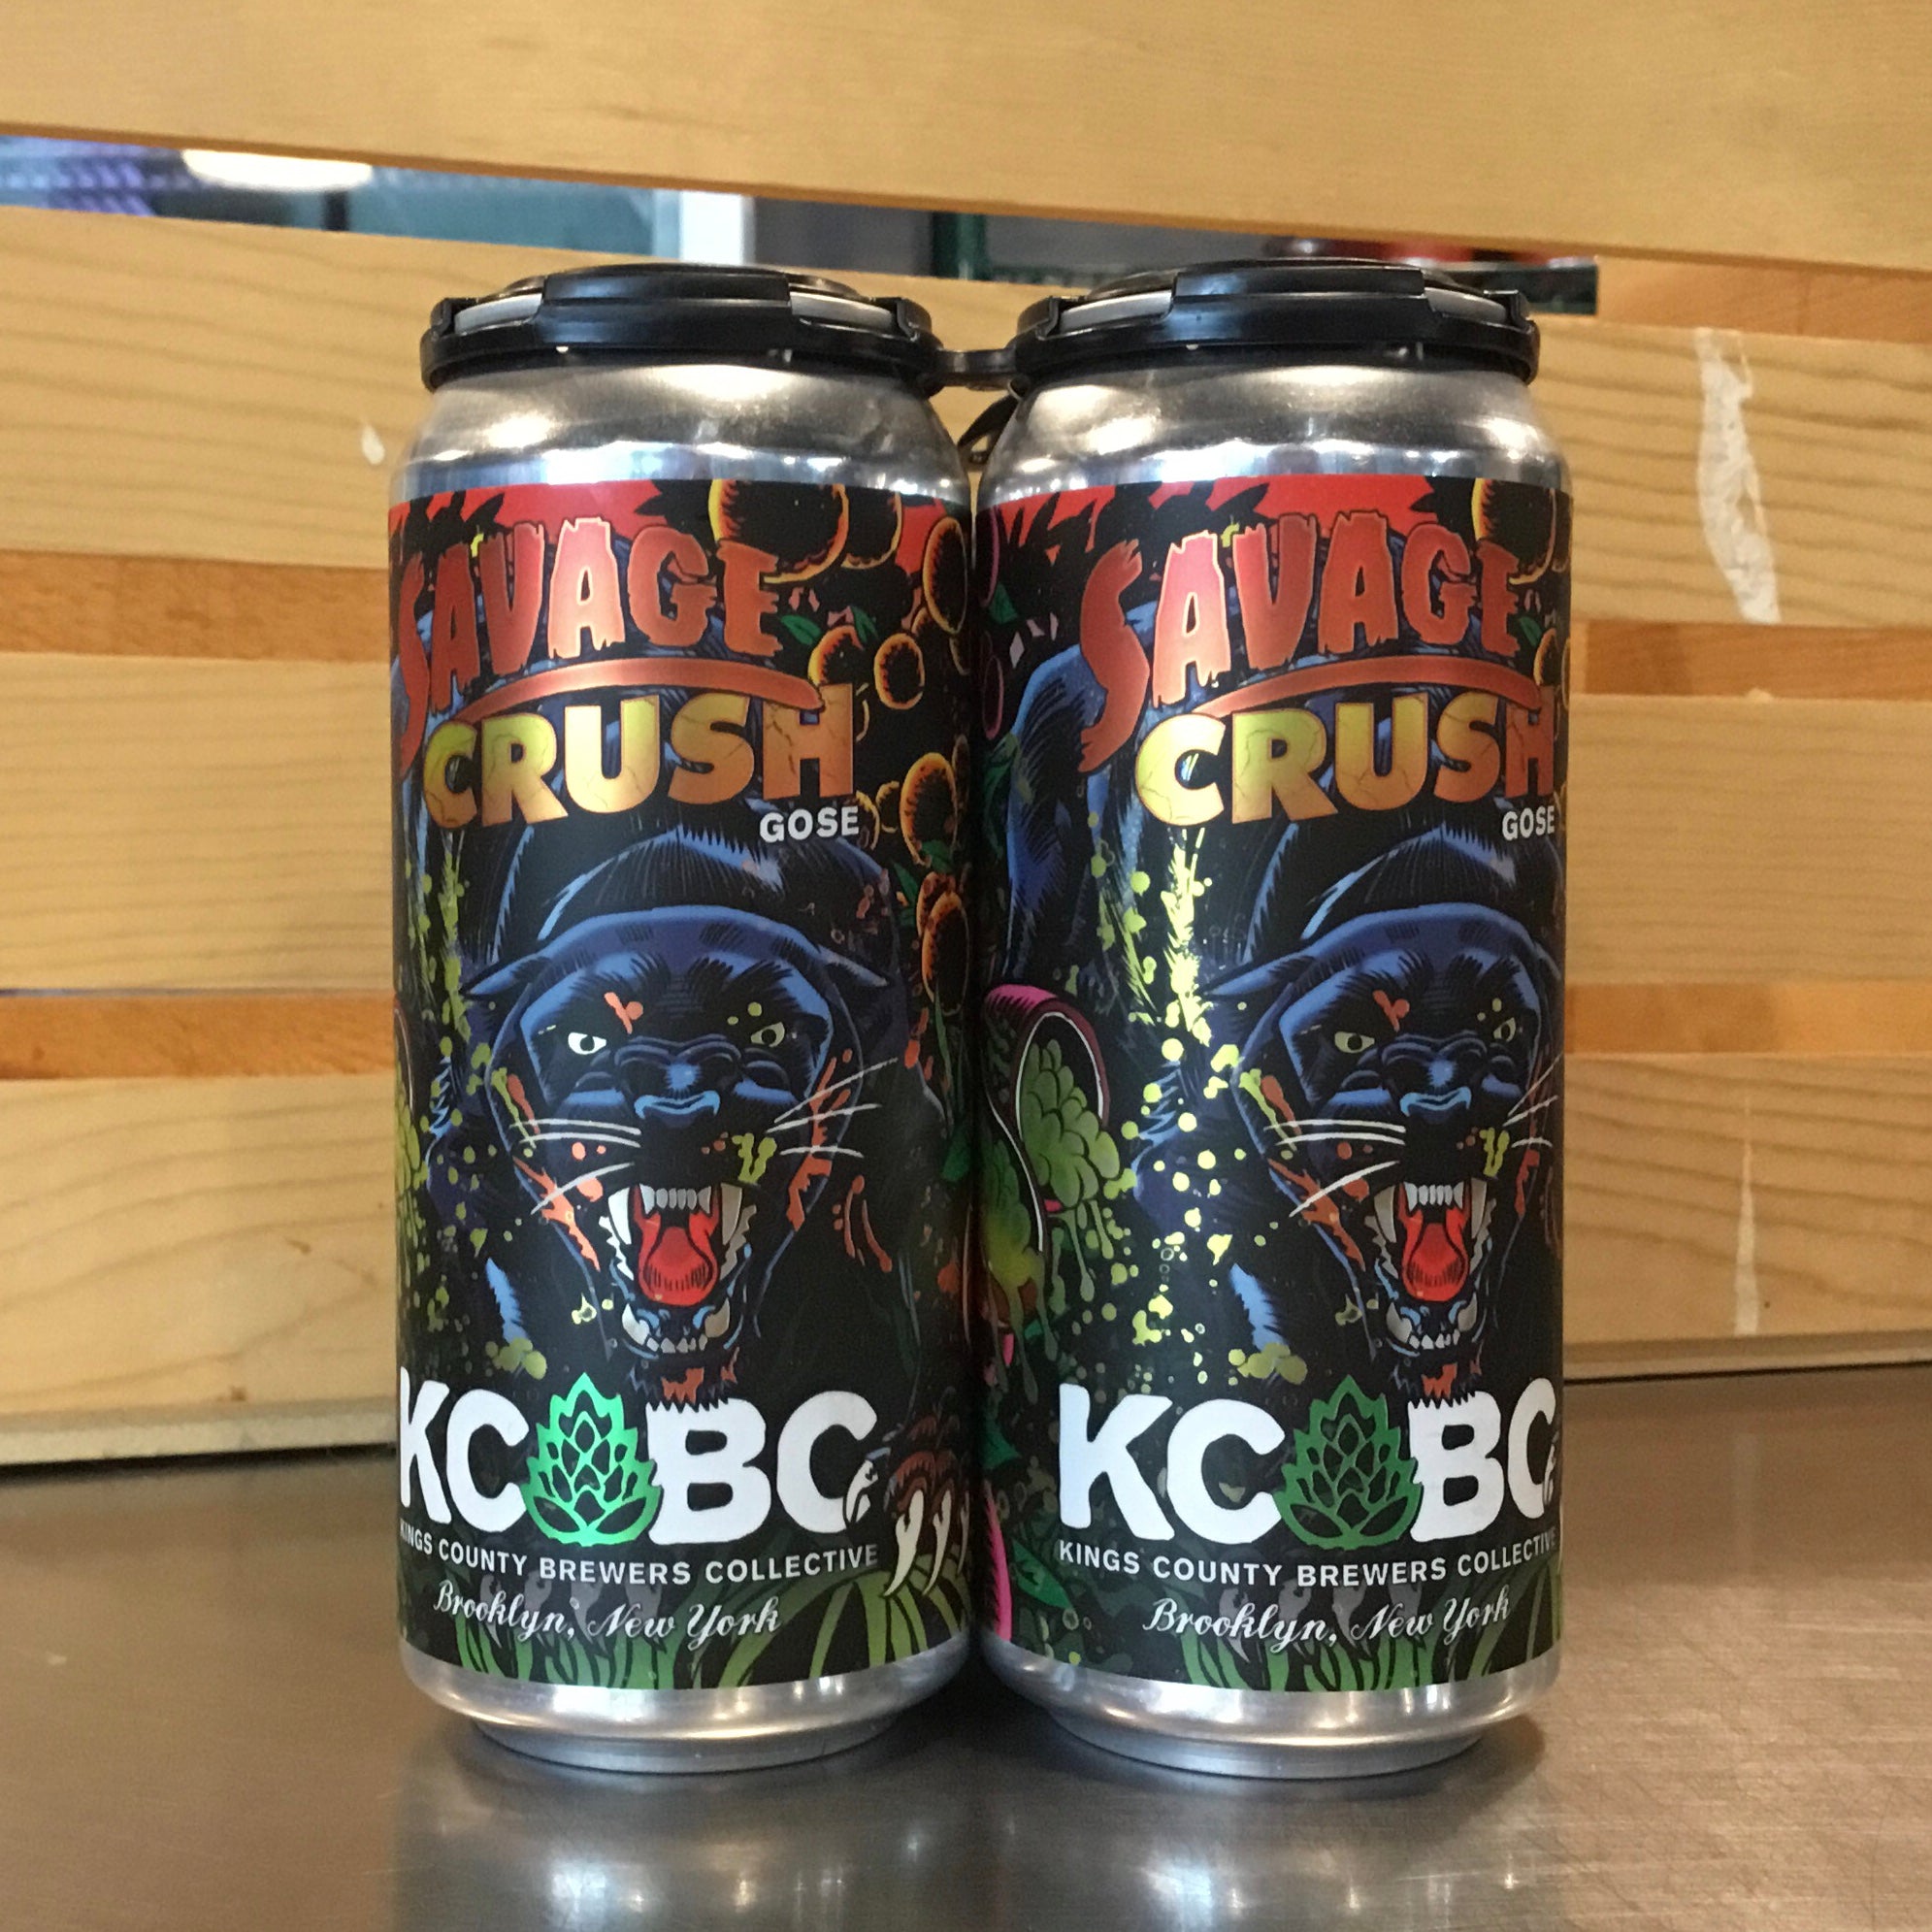 SAVAGE
CRUSH
GOSE
KCBC
KINGS COUNTY BREWERS COLLECTIVE
Brooklyn, New York
SAVAGE
CRUSH
GOSE
KCBC
KINGS COUNTY BREWERS COLLECTIVE
Brooklyn, New York